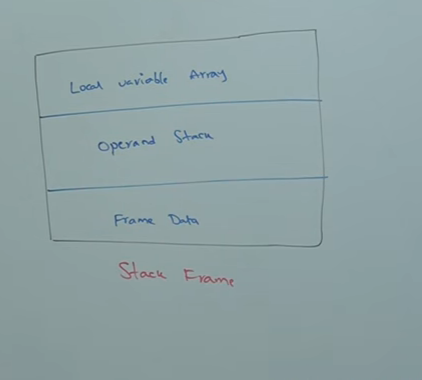 Local variable Array
Operand Stack
Frame Data
Stack Frame